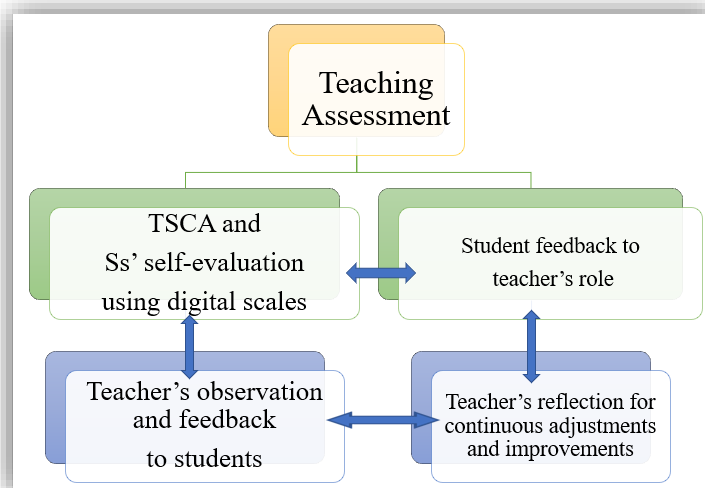 Teaching
Assessment
TSCA and
Ss’ self-evaluation
using digital scales
Student feedback to
teacher’s role
Teacher’s observation
and feedback
to students
Teacher’s reflection for
continuous adjustments
and improvements